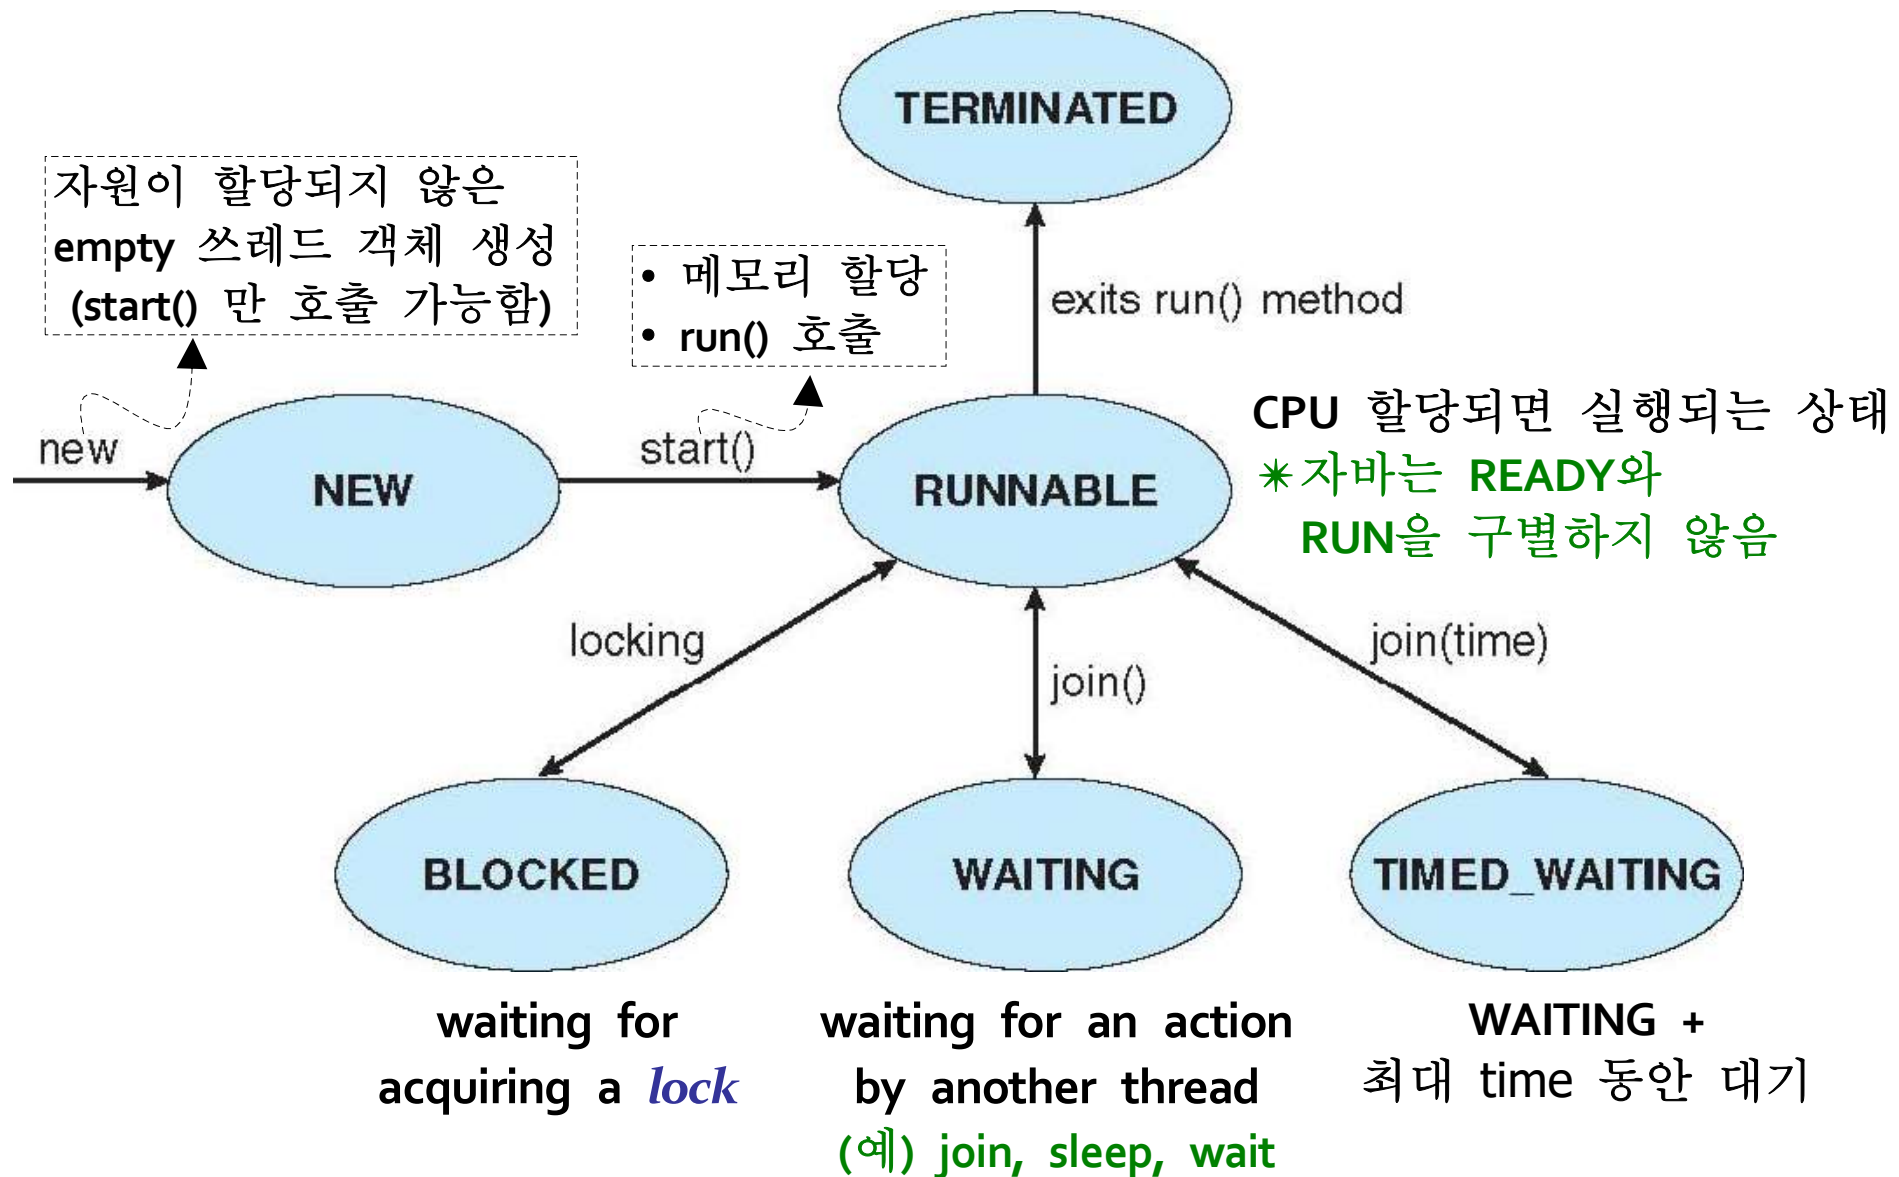 TERMINATED
자원이 할당되지 않은
empty 쓰레드 객체 생성
(start() 만 호출 가능함)
• 메모리 할당
• run() 호출
exits run() method
new
NEW
start()
RUNNABLE
CPU 할당되면 실행되는 상태
✴자바는 READY와
RUN을 구별하지 않음
locking
join()
join(time)
BLOCKED
WAITING
TIMED_WAITING
waiting for
acquiring a lock
waiting for an action
by another thread
(예) join, sleep, wait
WAITING +
최대 time 동안 대기